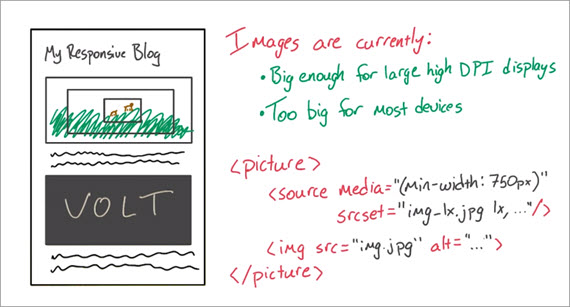 My Responsive Blog
VOLT
Images are currently:
• Big enough for large high DPI displays
• Too big for most devices
<picture>
<source media="(min-width: 750px)"
srcset="img-1x.jpg 1x, ..."/>
<img src="img.jpg" alt="...">
</picture>